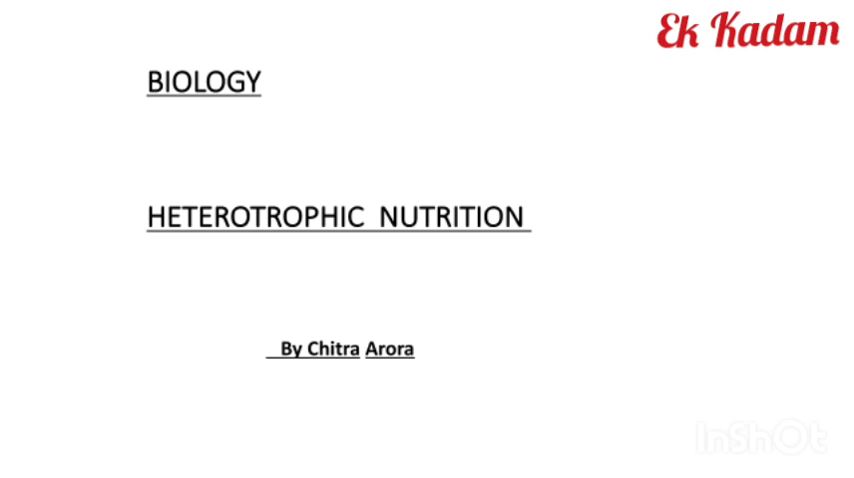 Ek Kadam
BIOLOGY
HETEROTROPHIC NUTRITION
By Chitra Arora
InShOt